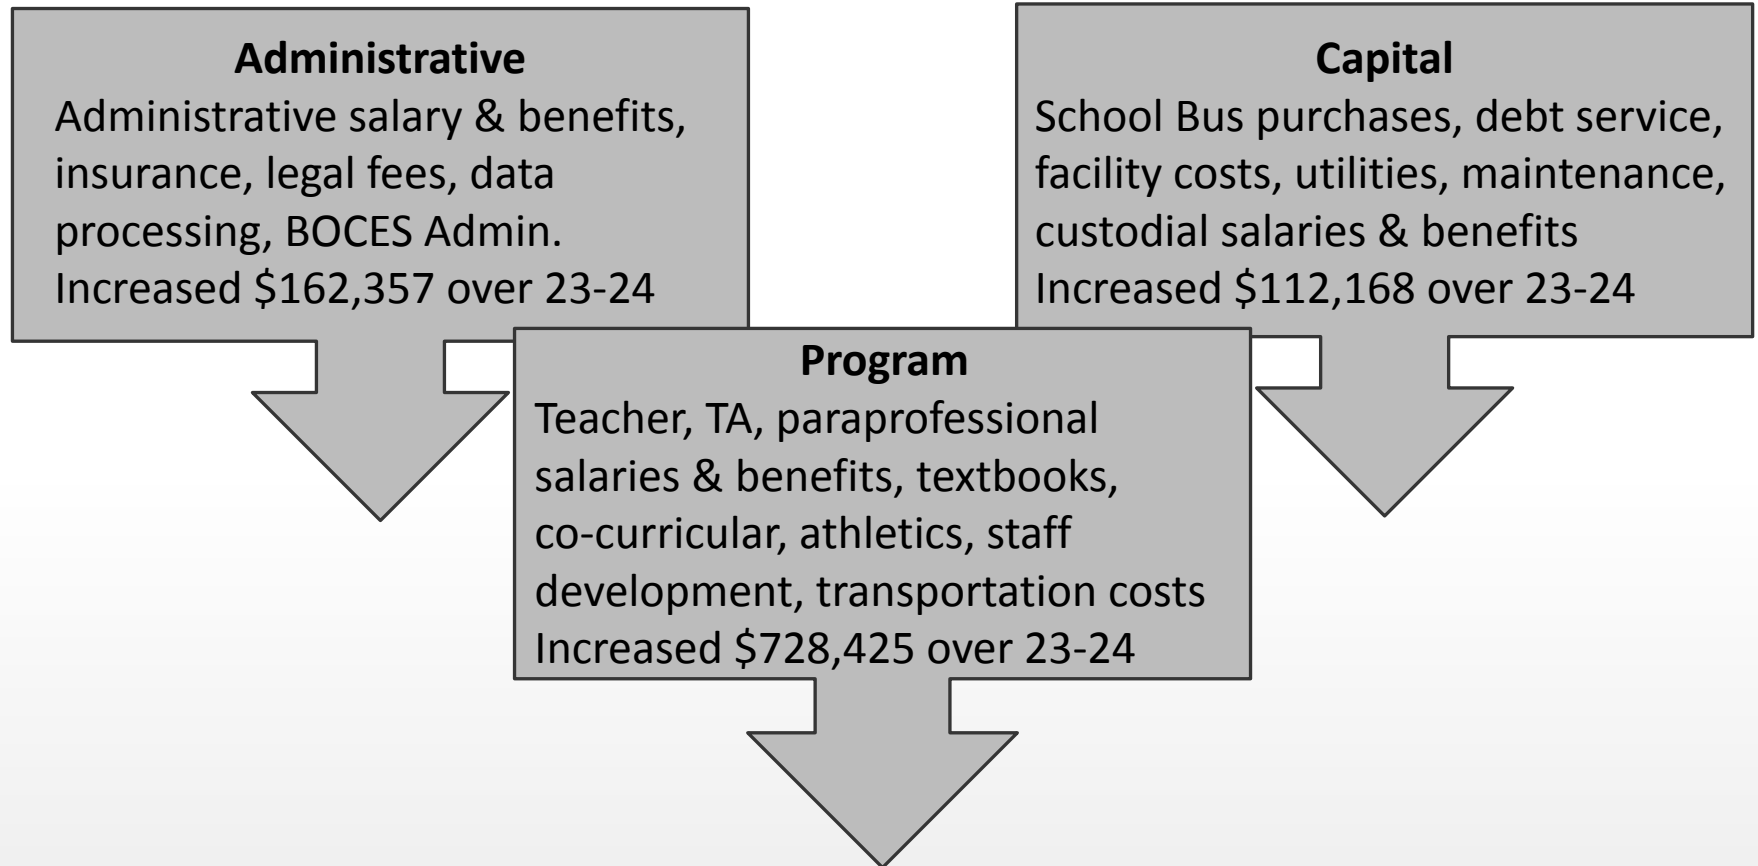 Administrative
Administrative salary & benefits,
insurance, legal fees, data
processing, BOCES Admin.
Increased $162,357 over 23-24
Capital
School Bus purchases, debt service,
facility costs, utilities, maintenance,
custodial salaries & benefits
Increased $112,168 over 23-24
Program
Teacher, TA, paraprofessional
salaries & benefits, textbooks,
co-curricular, athletics, staff
development, transportation costs
Increased $728,425 over 23-24